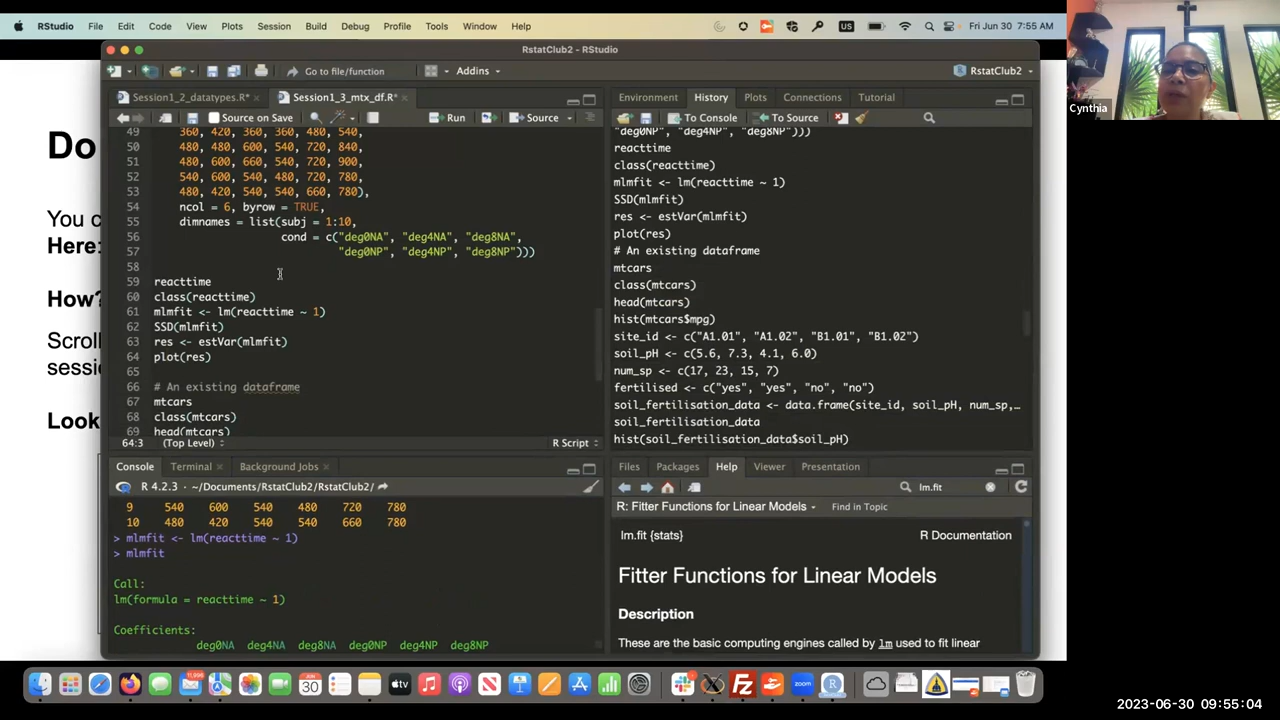 RStudio File Edit Code View Plots Session Build Debug Profile Tools Window Help US Fri Jun 30 7:55 AM
RstatClub2 - RStudio
Go to file/function Addins RstatClub2
Session1_2_datatypes.R* Session1_3_mtx_df.R*
Source on Save Run Source
49 360, 420, 360, 360, 480, 540,
50 480, 480, 600, 540, 720, 840,
51 480, 600, 660, 540, 720, 900,
52 540, 600, 540, 480, 720, 780,
53 480, 420, 540, 540, 660, 780),
54 ncol = 6, byrow = TRUE,
55 dimnames = list(subj = 1:10,
56 cond = c("deg0NA", "deg4NA", "deg8NA",
57 "deg0NP", "deg4NP", "deg8NP")))
58
59 reacttime
60 class(reacttime)
61 mlmfit <- lm(reacttime ~ 1)
62 SSD(mlmfit)
63 res <- estVar(mlmfit)
64 plot(res)
65
66 # An existing dataframe
67 mtcars
68 class(mtcars)
69 head(mtcars)
64:3 (Top Level) R Script
Environment History Plots Connections Tutorial
To Console To Source
"deg0NP", "deg4NP", "deg8NP")))
reacttime
class(reacttime)
mlmfit <- lm(reacttime ~ 1)
SSD(mlmfit)
res <- estVar(mlmfit)
plot(res)
# An existing dataframe
mtcars
class(mtcars)
head(mtcars)
hist(mtcars$mpg)
site_id <- c("A1.01", "A1.02", "B1.01", "B1.02")
soil_pH <- c(5.6, 7.3, 4.1, 6.0)
num_sp <- c(17, 23, 15, 7)
fertilised <- c("yes", "yes", "no", "no")
soil_fertilisation_data <- data.frame(site_id, soil_pH, num_sp,…
soil_fertilisation_data
hist(soil_fertilisation_data$soil_pH)
Console Terminal Background Jobs
R 4.2.3 · ~/Documents/RstatClub2/RstatClub2/
9 540 600 540 480 720 780
10 480 420 540 540 660 780
> mlmfit <- lm(reacttime ~ 1)
> mlmfit
Call:
lm(formula = reacttime ~ 1)
Coefficients:
deg0NA deg4NA deg8NA deg0NP deg4NP deg8NP
Files Packages Help Viewer Presentation
lm.fit
R: Fitter Functions for Linear Models Find in Topic
lm.fit {stats} R Documentation
Fitter Functions for Linear Models
Description
These are the basic computing engines called by lm used to fit linear
Do
You c
Here:
How?
Scroll
sessi
Look
Cynthia
2023-06-30 09:55:04